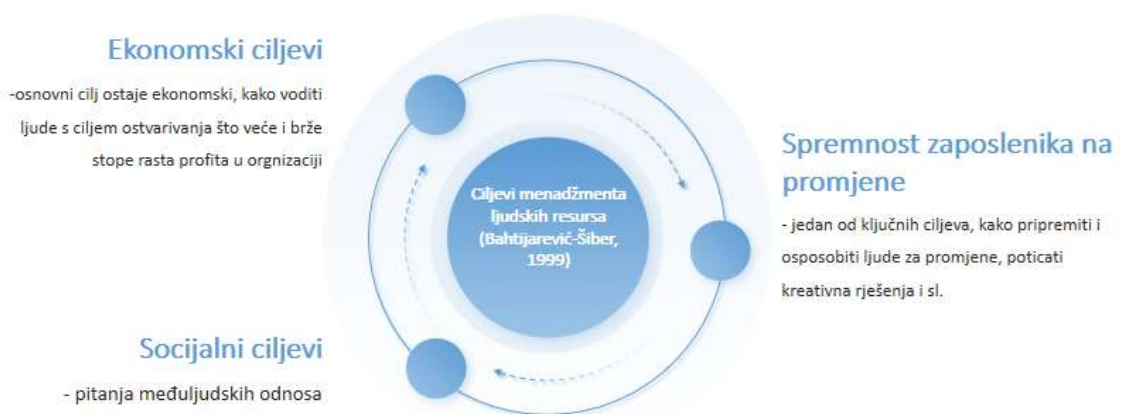 Ekonomski ciljevi
-osnovni cilj ostaje ekonomski, kako voditi
ljude s ciljem ostvarivanja što veće i brže
stope rasta profita u orgnizaciji
Ciljevi menadžmenta
ljudskih resursa
(Bahtijarević-Šiber,
1999)
Spremnost zaposlenika na
promjene
- jedan od ključnih ciljeva, kako pripremiti i
osposobiti ljude za promjene, poticati
kreativna rješenja i sl.
Socijalni ciljevi
- pitanja međuljudskih odnosa